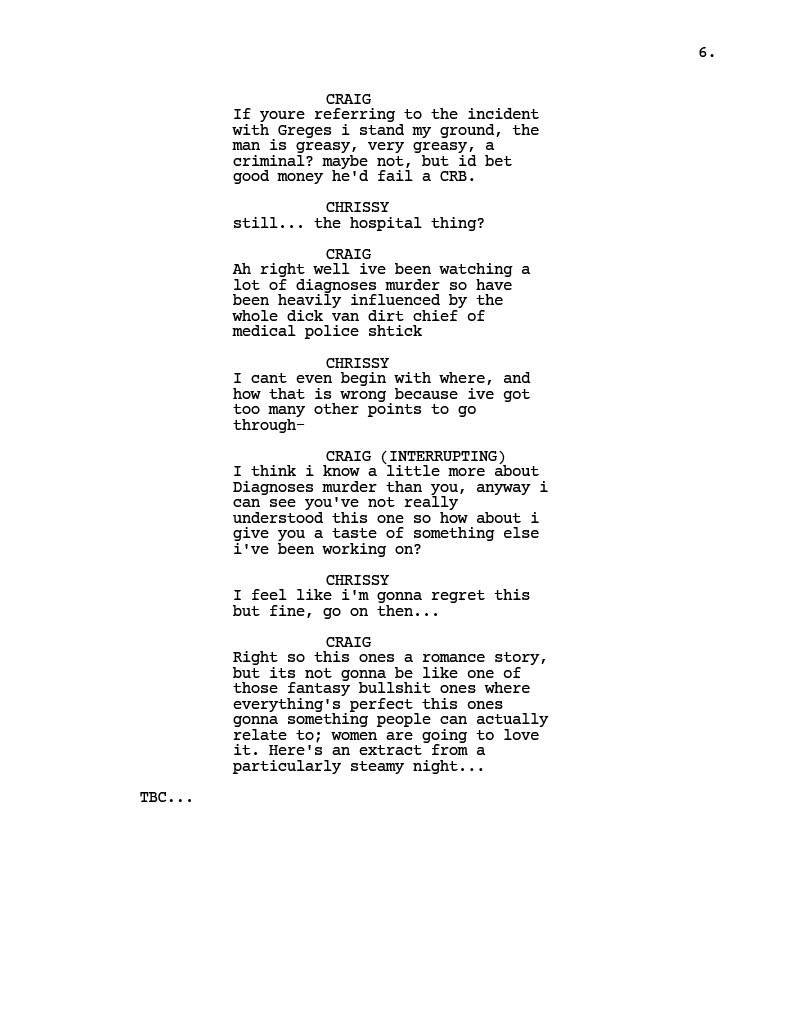 6.
CRAIG
If youre referring to the incident
with Greges i stand my ground, the
man is greasy, very greasy, a
criminal? maybe not, but id bet
good money he'd fail a CRB.
CHRISSY
still... the hospital thing?
CRAIG
Ah right well ive been watching a
lot of diagnoses murder so have
been heavily influenced by the
whole dick van dirt chief of
medical police shtick
CHRISSY
I cant even begin with where, and
how that is wrong because ive got
too many other points to go
through-
CRAIG (INTERRUPTING)
I think i know a little more about
Diagnoses murder than you, anyway i
can see you've not really
understood this one so how about i
give you a taste of something else
i've been working on?
CHRISSY
I feel like i'm gonna regret this
but fine, go on then...
CRAIG
Right so this ones a romance story,
but its not gonna be like one of
those fantasy bullshit ones where
everything's perfect this ones
gonna something people can actually
relate to; women are going to love
it. Here's an extract from a
particularly steamy night...
TBC...